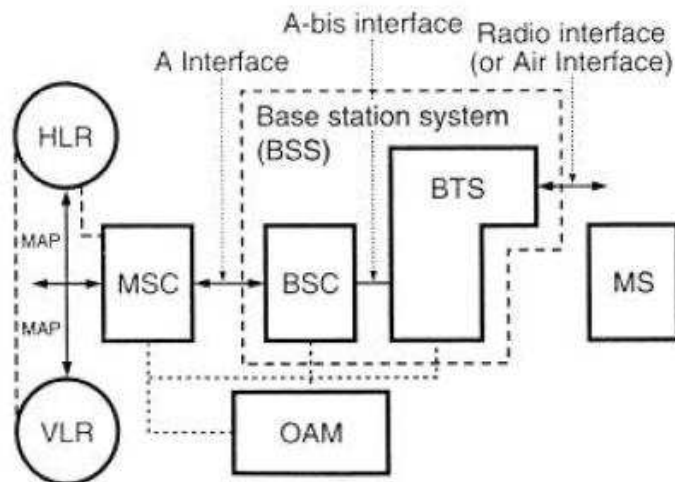 A-bis interface
Radio interface
(or Air Interface)
A Interface
Base station system
(BSS)
HLR
BTS
MAP
MSC
BSC
MS
MAP
VLR
OAM